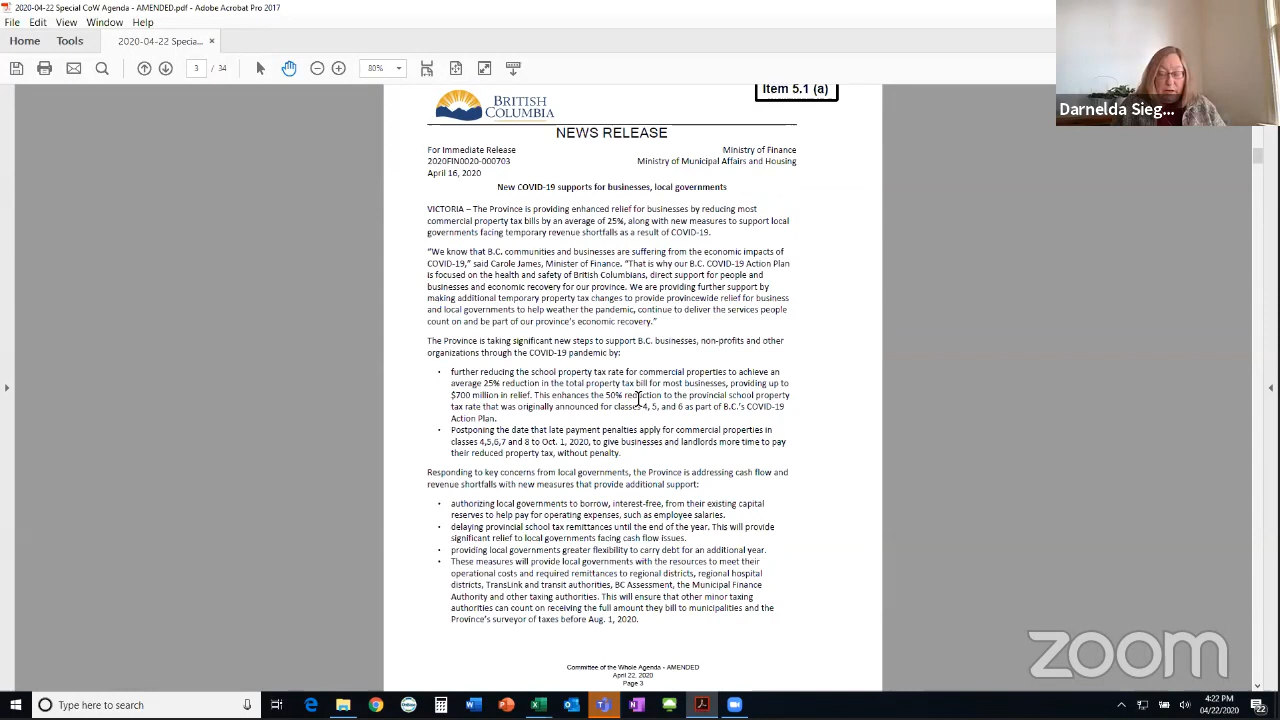 2020-04-22 Special CoW Agenda - AMENDED.pdf - Adobe Acrobat Pro 2017
File Edit View Window Help
Home Tools 2020-04-22 Specia... ×
3 / 34 80%
Darnelda Sieg...
Item 5.1 (a)
BRITISH
COLUMBIA
NEWS RELEASE
For Immediate Release
Ministry of Finance
2020FIN0020-000703
Ministry of Municipal Affairs and Housing
April 16, 2020
New COVID-19 supports for businesses, local governments
VICTORIA – The Province is providing enhanced relief for businesses by reducing most
commercial property tax bills by an average of 25%, along with new measures to support local
governments facing temporary revenue shortfalls as a result of COVID-19.
“We know that B.C. communities and businesses are suffering from the economic impacts of
COVID-19,” said Carole James, Minister of Finance. “That is why our B.C. COVID-19 Action Plan
is focused on the health and safety of British Columbians, direct support for people and
businesses and economic recovery for our province. We are providing further support by
making additional temporary property tax changes to provide provincewide relief for business
and local governments to help weather the pandemic, continue to deliver the services people
count on and be part of our province’s economic recovery.”
The Province is taking significant new steps to support B.C. businesses, non-profits and other
organizations through the COVID-19 pandemic by:
· further reducing the school property tax rate for commercial properties to achieve an
average 25% reduction in the total property tax bill for most businesses, providing up to
$700 million in relief. This enhances the 50% reduction to the provincial school property
tax rate that was originally announced for classes 4, 5, and 6 as part of B.C.’s COVID-19
Action Plan.
· Postponing the date that late payment penalties apply for commercial properties in
classes 4,5,6,7 and 8 to Oct. 1, 2020, to give businesses and landlords more time to pay
their reduced property tax, without penalty.
Responding to key concerns from local governments, the Province is addressing cash flow and
revenue shortfalls with new measures that provide additional support:
· authorizing local governments to borrow, interest-free, from their existing capital
reserves to help pay for operating expenses, such as employee salaries.
· delaying provincial school tax remittances until the end of the year. This will provide
significant relief to local governments facing cash flow issues.
· providing local governments greater flexibility to carry debt for an additional year.
· These measures will provide local governments with the resources to meet their
operational costs and required remittances to regional districts, regional hospital
districts, TransLink and transit authorities, BC Assessment, the Municipal Finance
Authority and other taxing authorities. This will ensure that other minor taxing
authorities can count on receiving the full amount they bill to municipalities and the
Province’s surveyor of taxes before Aug. 1, 2020.
Committee of the Whole Agenda - AMENDED
April 22, 2020
Page 3
zoom
Type here to search
4:22 PM
04/22/2020